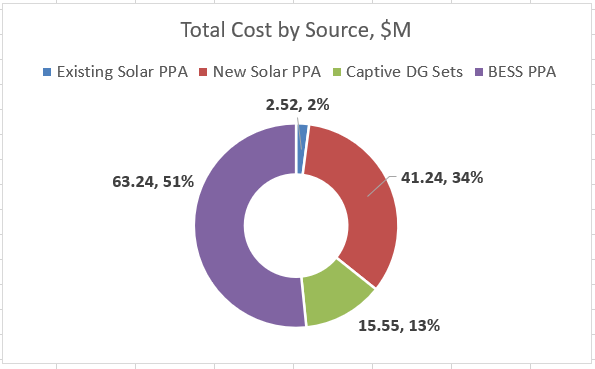 Total Cost by Source, $M
Existing Solar PPA New Solar PPA Captive DG Sets BESS PPA
2.52, 2%
63.24, 51%
41.24, 34%
15.55, 13%